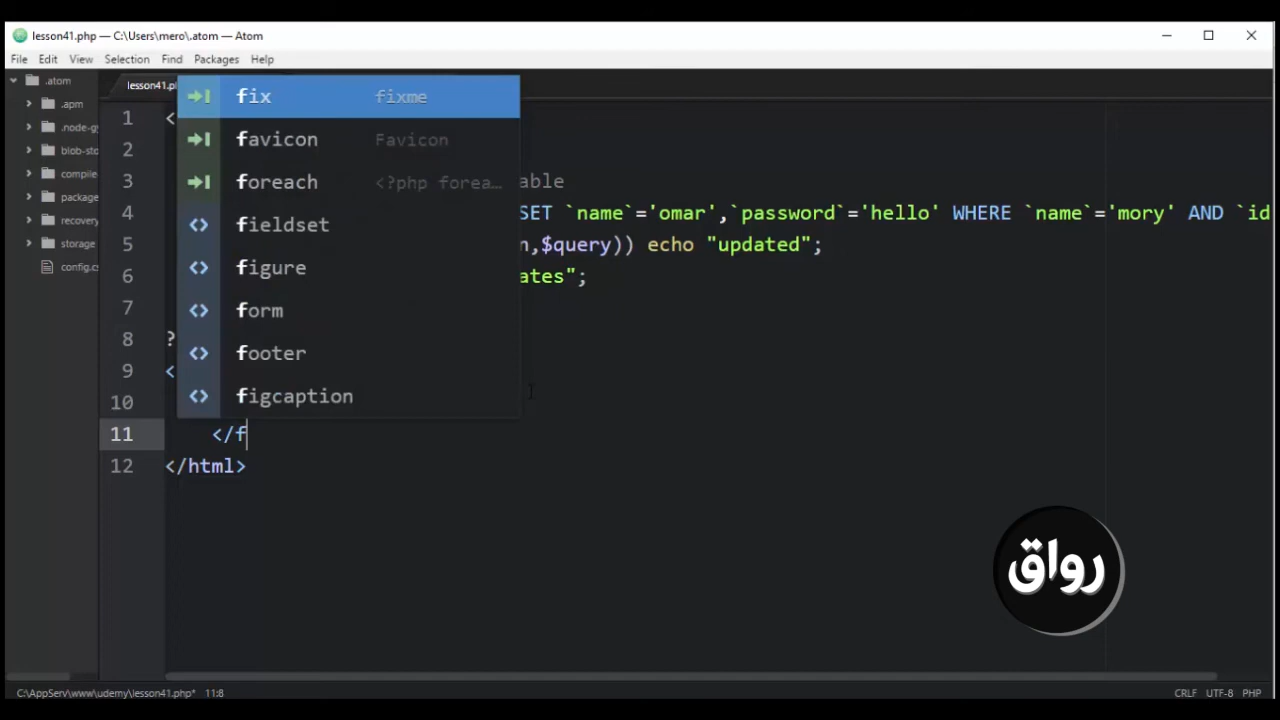 lesson41.php — C:\Users\mero\.atom — Atom
File Edit View Selection Find Packages Help
.atom
.apm
.node-gy
blob-sto
compile
package
recovery
storage
config.cs
lesson41.p
fix fixme
favicon Favicon
foreach <?php forea…
fieldset
figure
form
footer
figcaption
1 <
2
3 able
4 SET `name`='omar',`password`='hello' WHERE `name`='mory' AND `id
5 n,$query)) echo "updated";
6 ates";
7
8 ?
9 <
10
11 </f
12 </html>
رواق
C:\AppServ\www\udemy\lesson41.php* 11:8
CRLF UTF-8 PHP